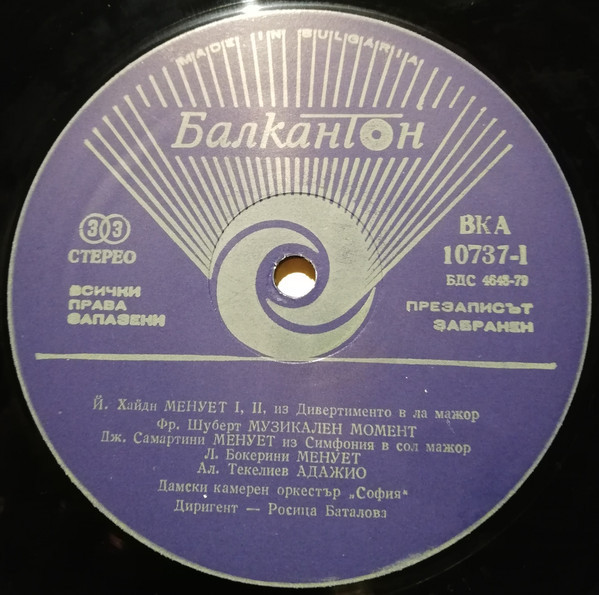 MADE IN BULGARIA
Балкантон
33
СТЕРЕО
ВСИЧКИ
ПРАВА
ЗАПАЗЕНИ
ВКА
10737-I
БДС 4645-79
ПРЕЗАПИСЪТ
ЗАБРАНЕН
Й. Хайдн МЕНУЕТ I, II, из Дивертименто в ла мажор
Фр. Шуберт МУЗИКАЛЕН МОМЕНТ
Дж. Самартини МЕНУЕТ из Симфония в сол мажор
Л. Бокерини МЕНУЕТ
Ал. Текелиев АДАЖИО
Дамски камерен оркестър „София“
Диригент — Росица Баталовз